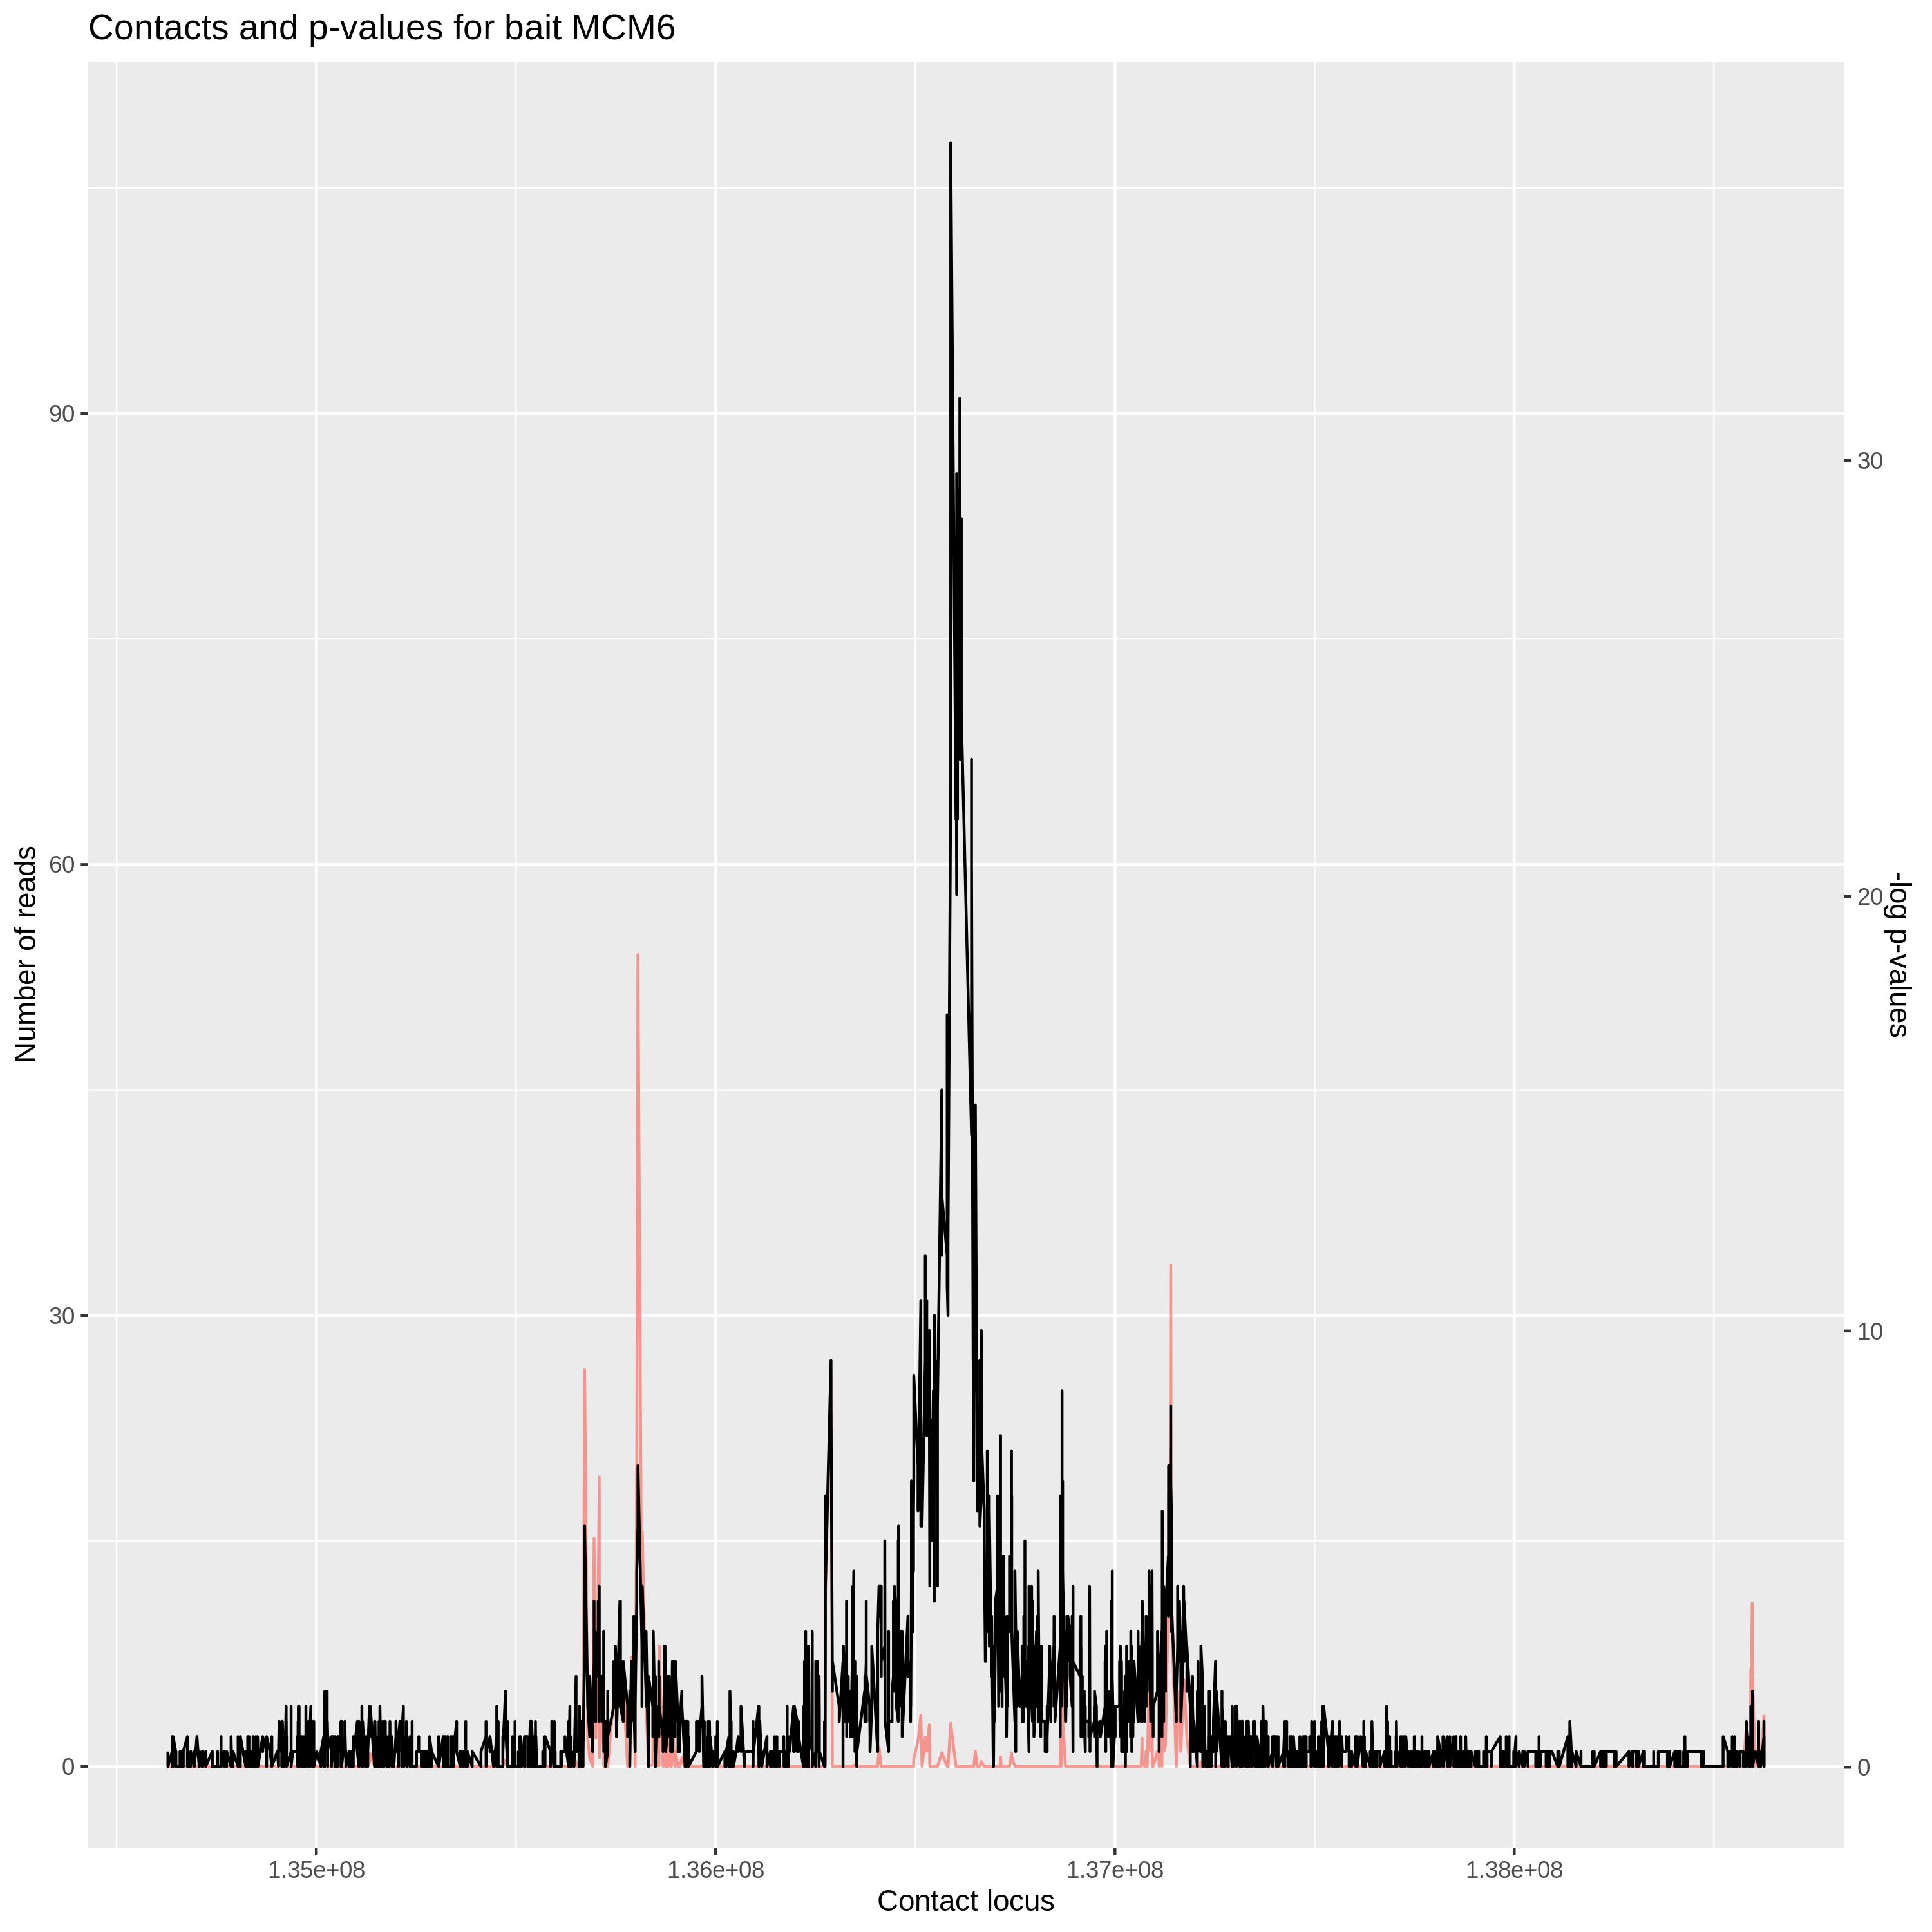 Contacts and p-values for bait MCM6
Number of reads
90
60
30
0
30
20
10
0
-log p-values
1.35e+08
1.36e+08
1.37e+08
1.38e+08
Contact locus